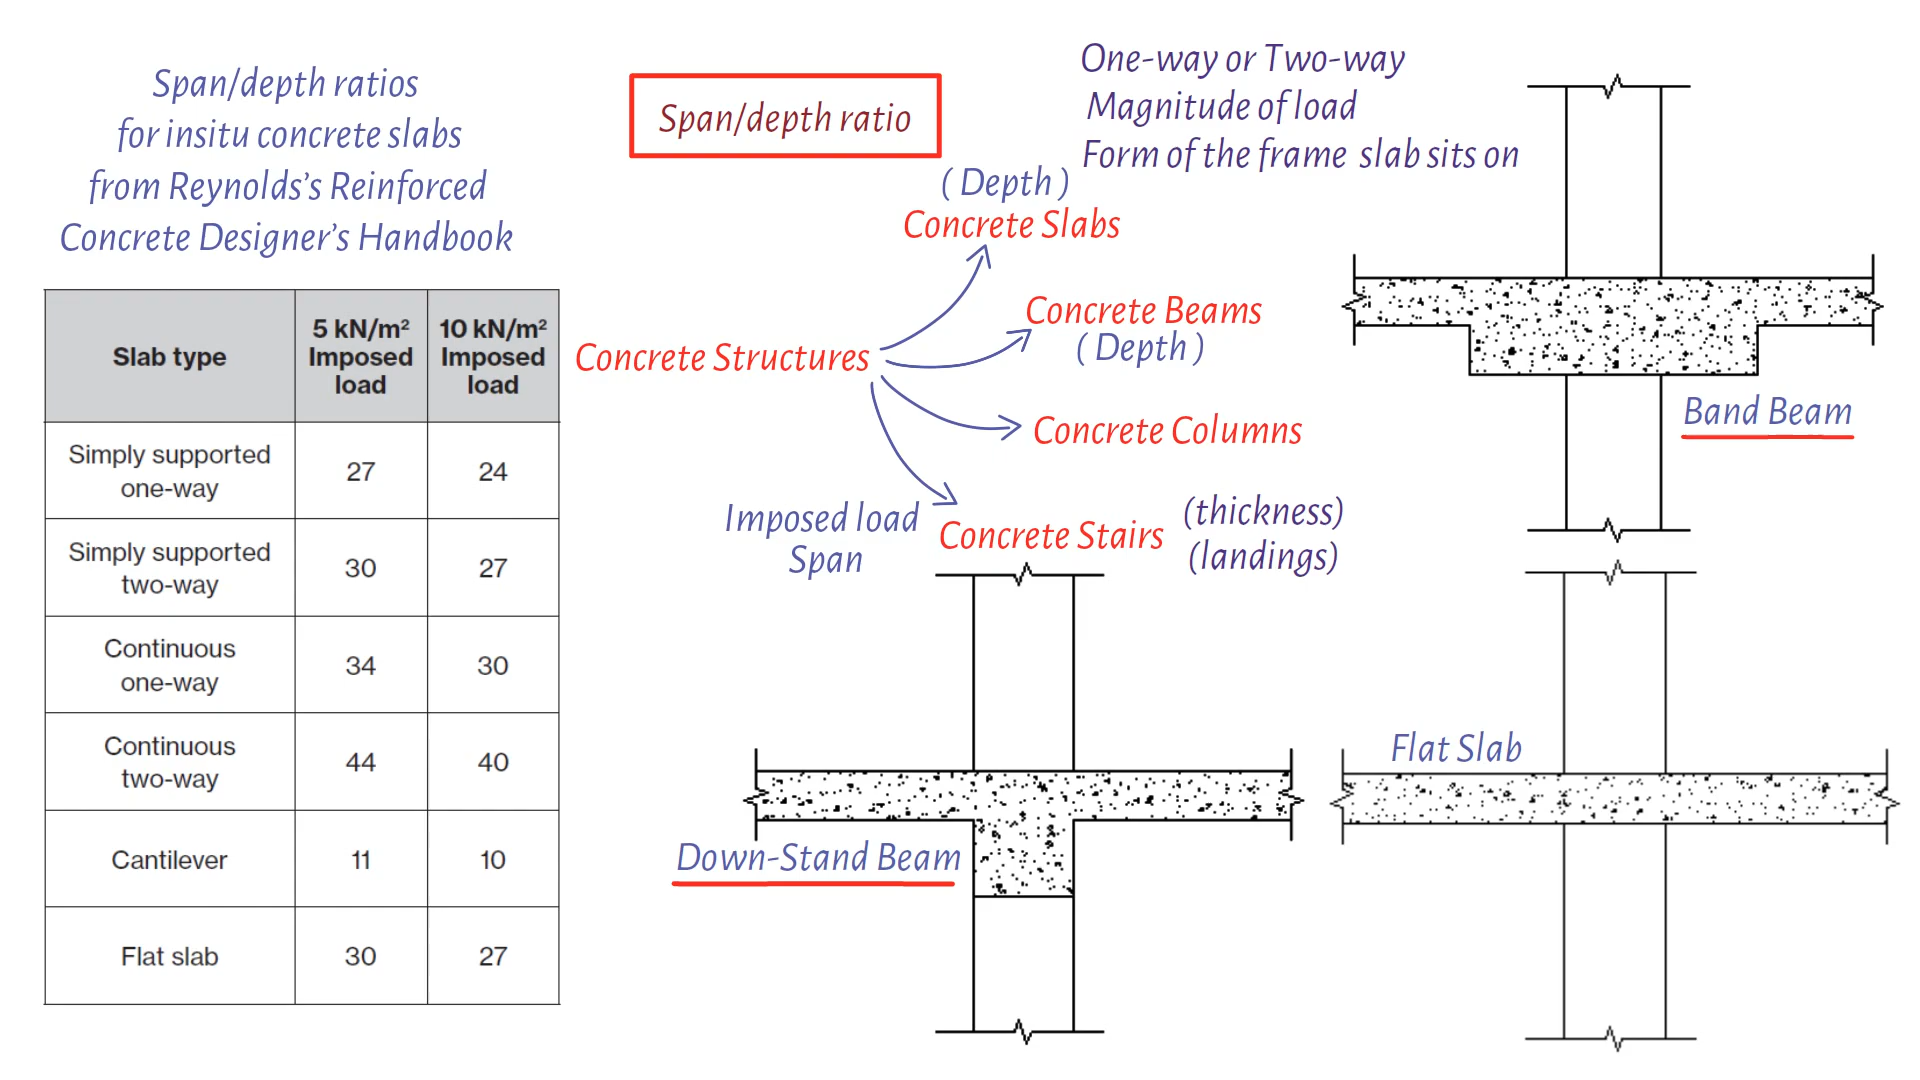 Span/depth ratios
for insitu concrete slabs
from Reynolds's Reinforced
Concrete Designer's Handbook
Slab type
5 kN/m²
Imposed
load
10 kN/m²
Imposed
load
Simply supported
one-way
27
24
Simply supported
two-way
30
27
Continuous
one-way
34
30
Continuous
two-way
44
40
Cantilever
11
10
Flat slab
30
27
Span/depth ratio
One-way or Two-way
Magnitude of load
Form of the frame slab sits on
( Depth )
Concrete Slabs
Concrete Beams
( Depth )
Concrete Structures
Concrete Columns
Imposed load
Span
Concrete Stairs
(thickness)
(landings)
Band Beam
Down-Stand Beam
Flat Slab